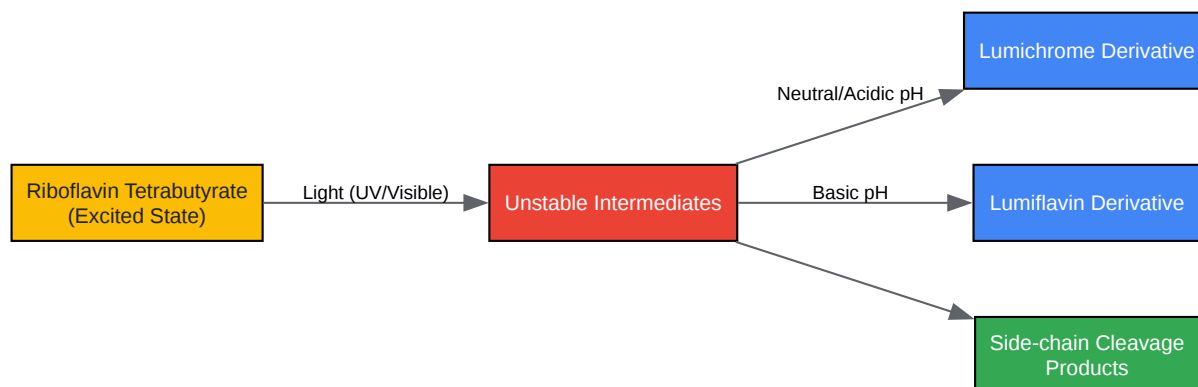 Lumichrome Derivative
Neutral/Acidic pH
Riboflavin Tetrabutyrate
(Excited State)
Light (UV/Visible)
Unstable Intermediates
Basic pH
Lumiflavin Derivative
Side-chain Cleavage
Products